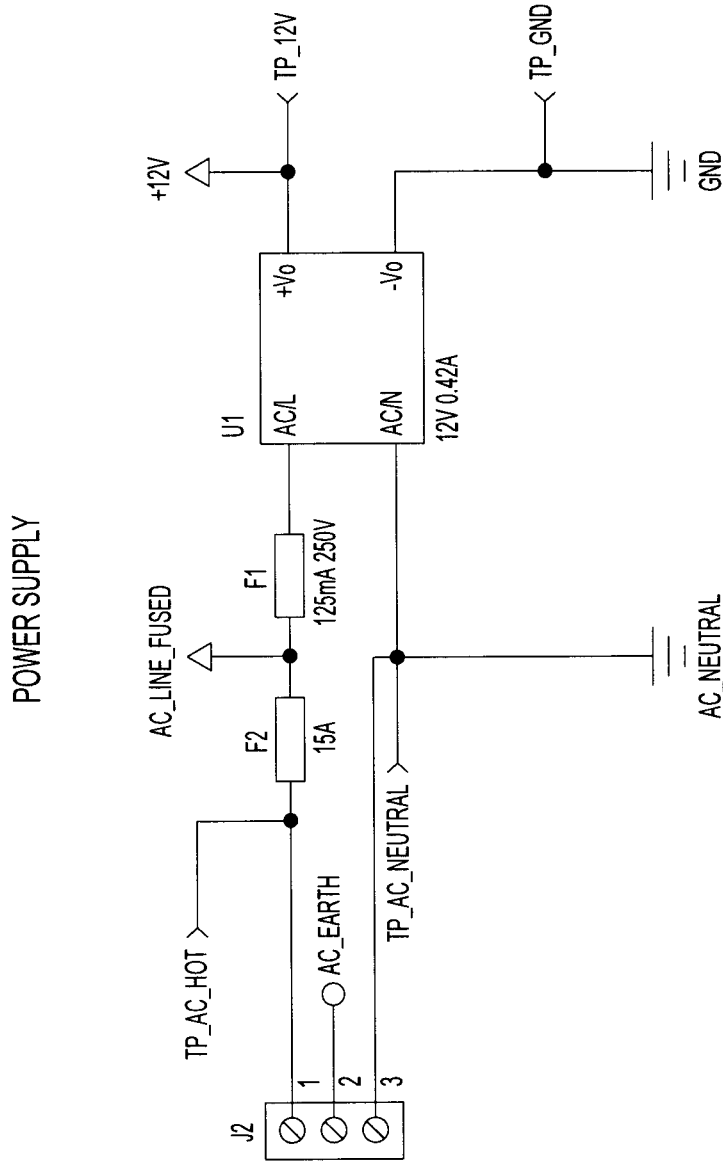 POWER SUPPLY
J2
1
2
3
TP_AC_HOT
AC_EARTH
TP_AC_NEUTRAL
AC_LINE_FUSED
F2
15A
F1
125mA 250V
AC_NEUTRAL
U1
AC/L
AC/N
+Vo
-Vo
12V 0.42A
+12V
TP_12V
TP_GND
GND